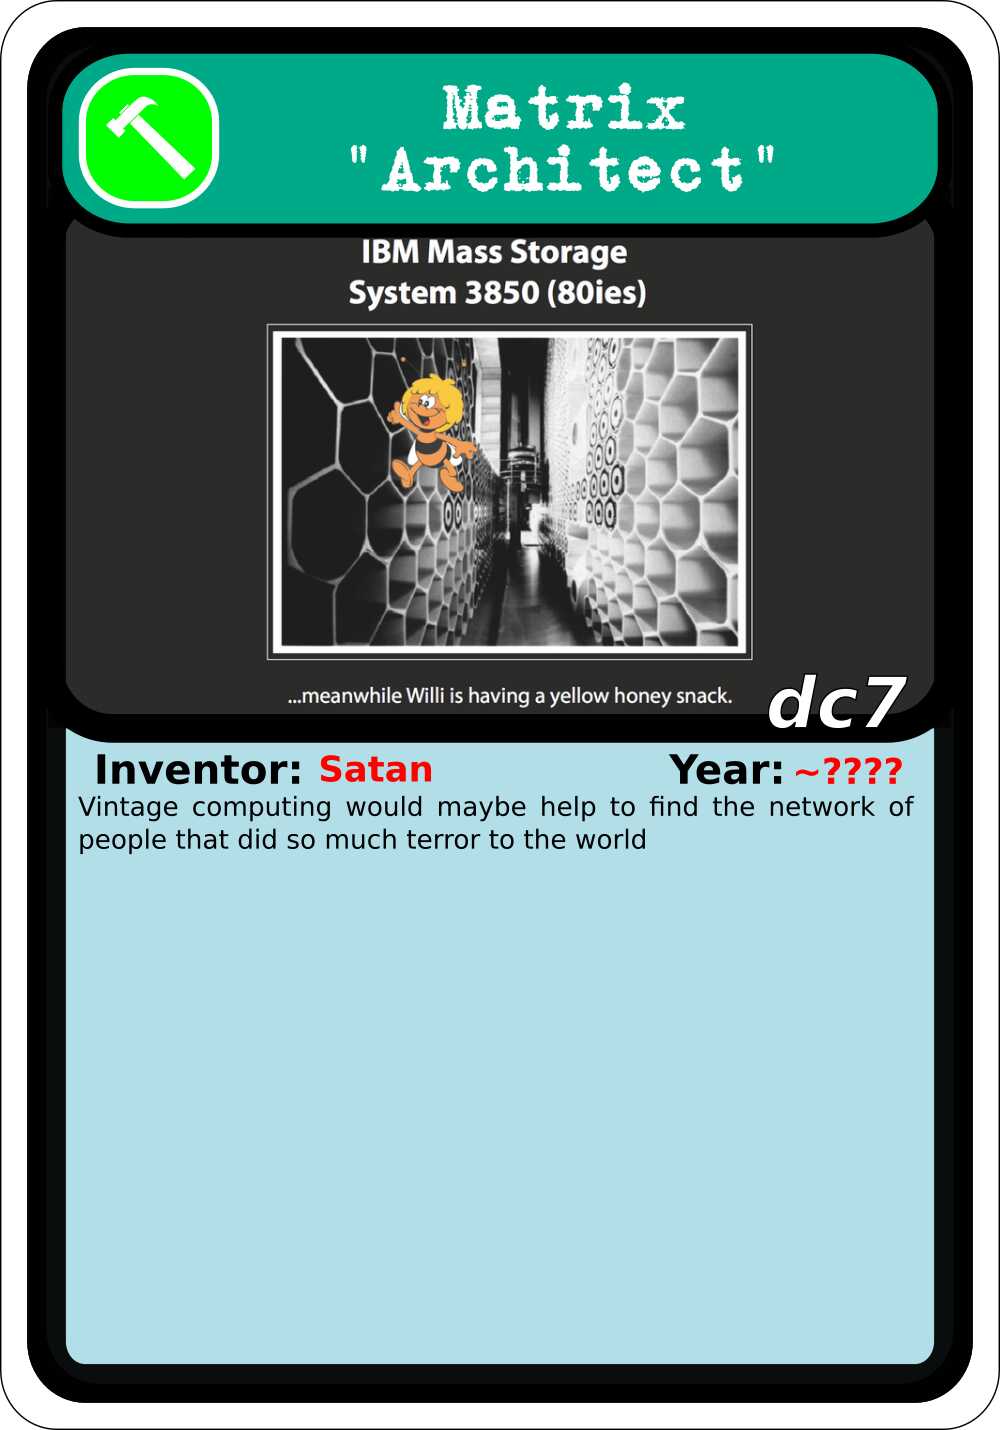 Matrix
"Architect"
IBM Mass Storage
System 3850 (80ies)
...meanwhile Willi is having a yellow honey snack.
dc7
Inventor: Satan Year: ~????
Vintage computing would maybe help to find the network of
people that did so much terror to the world